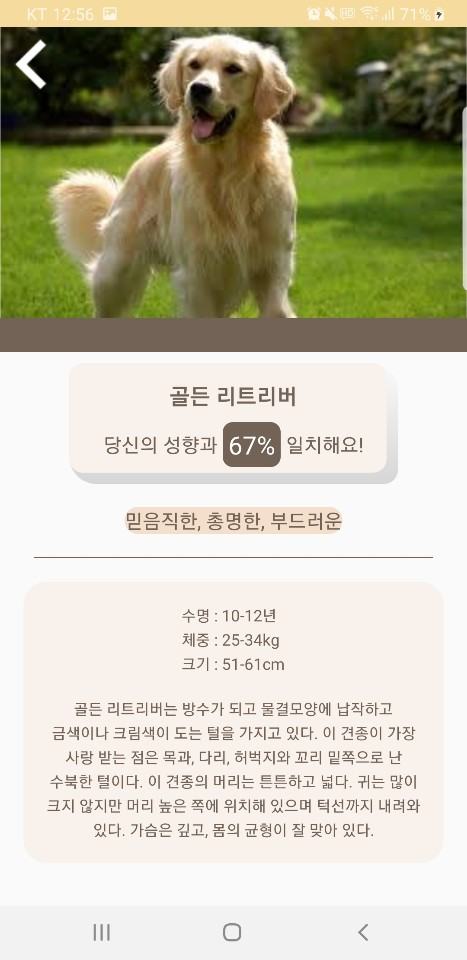 KT 12:56
HD 71%
골든 리트리버
당신의 성향과 67% 일치해요!
믿음직한, 총명한, 부드러운
수명 : 10-12년
체중 : 25-34kg
크기 : 51-61cm
골든 리트리버는 방수가 되고 물결모양에 납작하고
금색이나 크림색이 도는 털을 가지고 있다. 이 견종이 가장
사랑 받는 점은 목과, 다리, 허벅지와 꼬리 밑쪽으로 난
수북한 털이다. 이 견종의 머리는 튼튼하고 넓다. 귀는 많이
크지 않지만 머리 높은 쪽에 위치해 있으며 턱선까지 내려와
있다. 가슴은 깊고, 몸의 균형이 잘 맞아 있다.